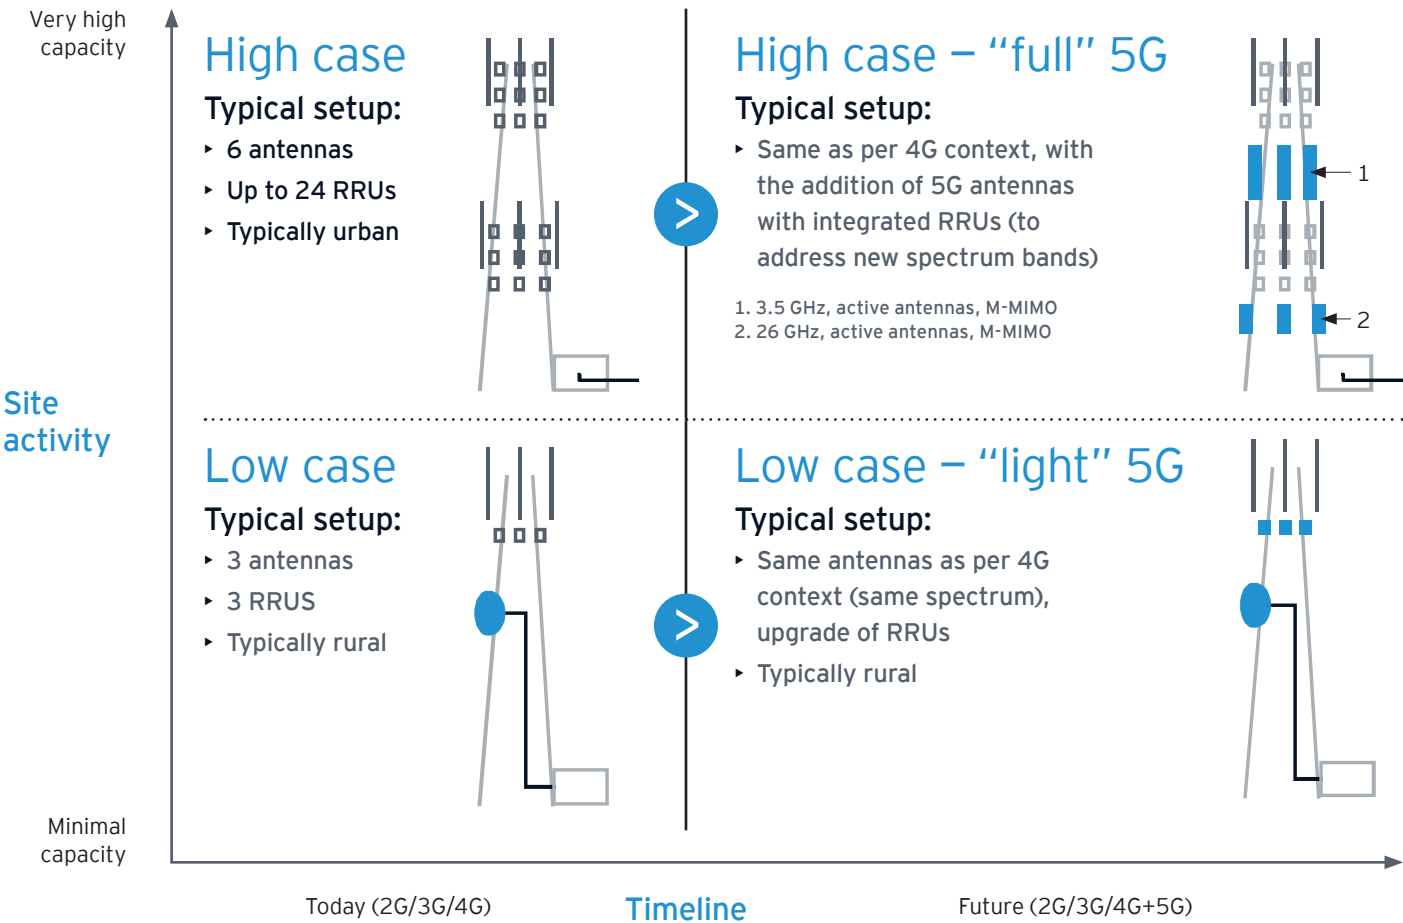 Very high
capacity
High case
Typical setup:
‣ 6 antennas
‣ Up to 24 RRUs
‣ Typically urban
>
High case – “full” 5G
Typical setup:
‣ Same as per 4G context, with
the addition of 5G antennas
with integrated RRUs (to
address new spectrum bands)
1. 3.5 GHz, active antennas, M-MIMO
2. 26 GHz, active antennas, M-MIMO
1
2
Site
activity
Low case
Typical setup:
‣ 3 antennas
‣ 3 RRUS
‣ Typically rural
>
Low case – “light” 5G
Typical setup:
‣ Same antennas as per 4G
context (same spectrum),
upgrade of RRUs
‣ Typically rural
Minimal
capacity
Today (2G/3G/4G)
Timeline
Future (2G/3G/4G+5G)